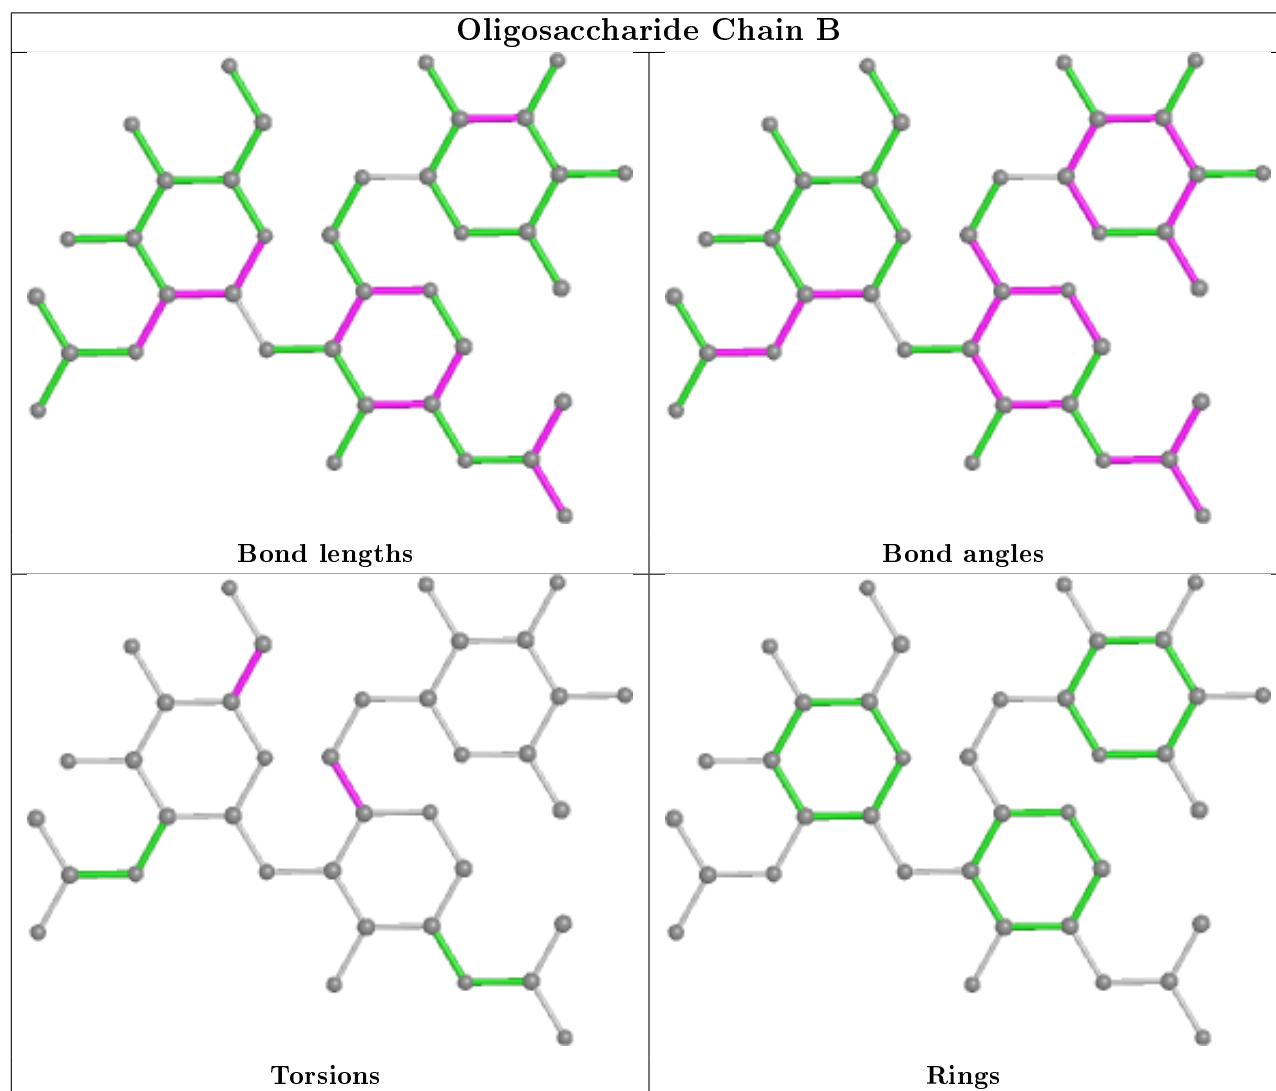 Oligosaccharide Chain B
Bond lengths
Bond angles
Torsions
Rings